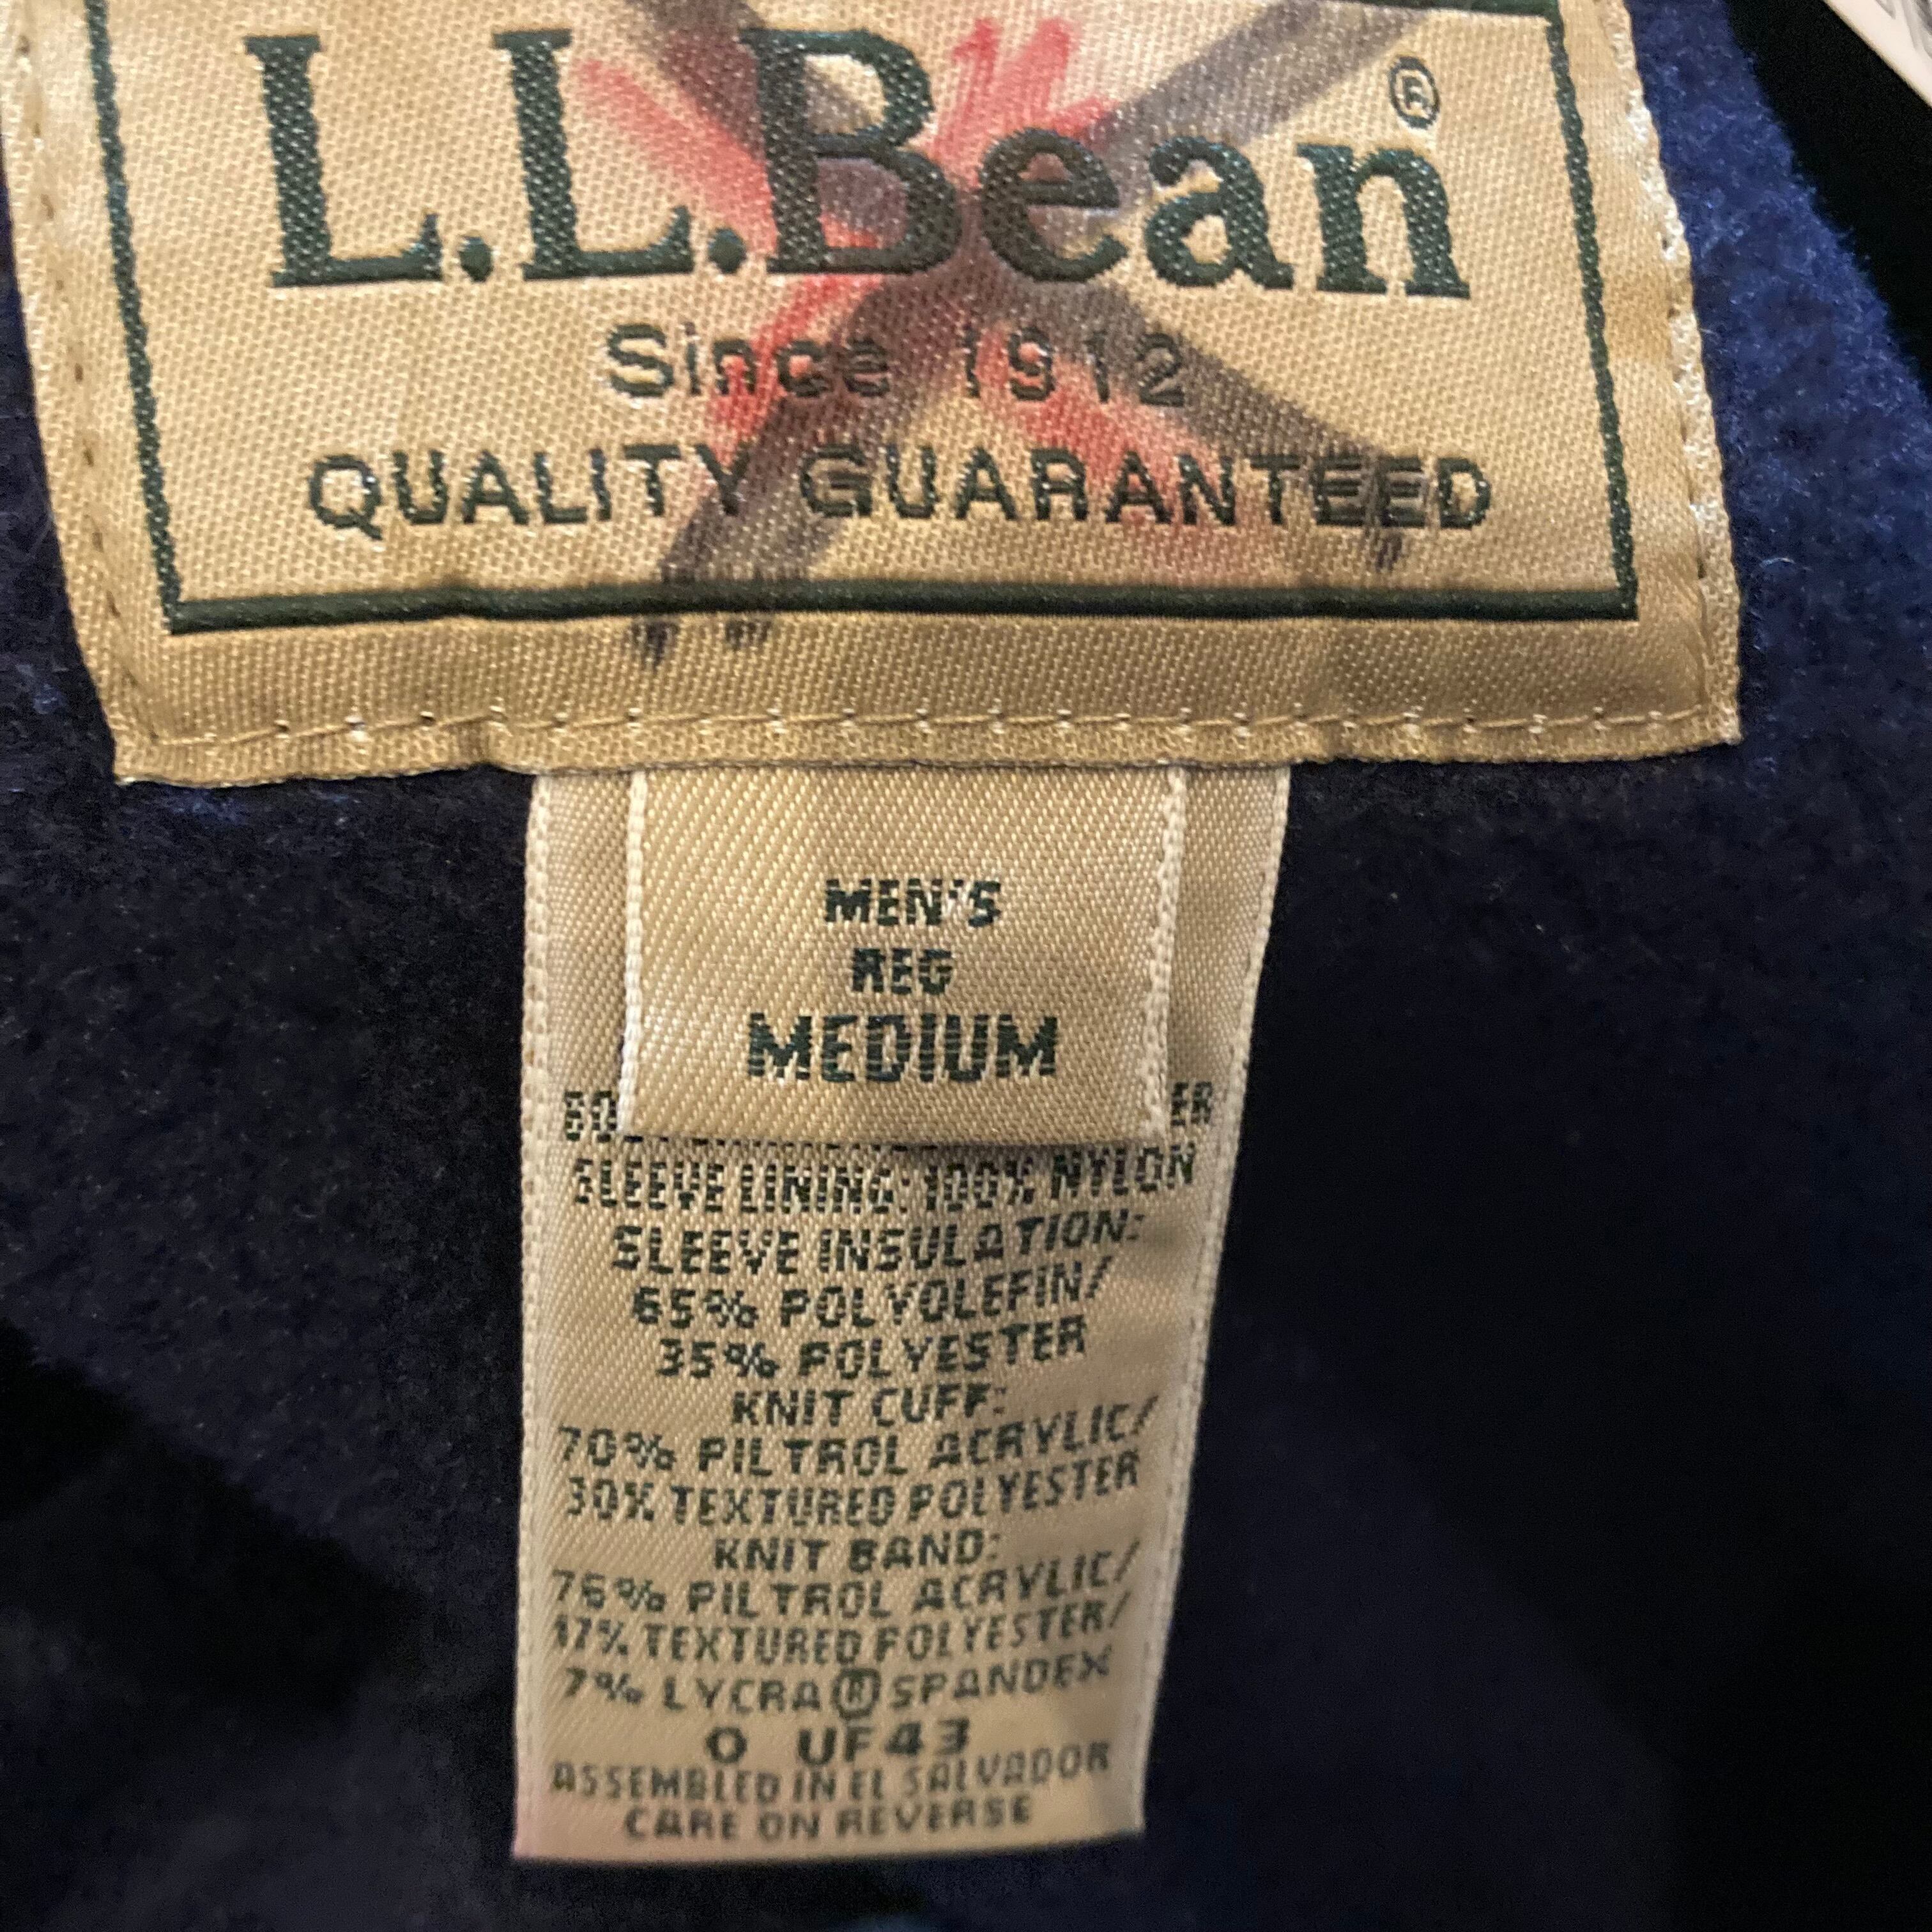 L.L.Bean®
Since 1912
QUALITY GUARANTEED
MEN'S
REG
MEDIUM
SLEEVE LINING: 100% NYLON
SLEEVE INSULATION:
65% POLYOLEFIN/
35% POLYESTER
KNIT CUFF:
70% PILTROL ACRYLIC/
30% TEXTURED POLYESTER
KNIT BAND:
76% PILTROL ACRYLIC/
17% TEXTURED POLYESTER/
7% LYCRA®SPANDEX
0 UF43
ASSEMBLED IN EL SALVADOR
CARE ON REVERSE